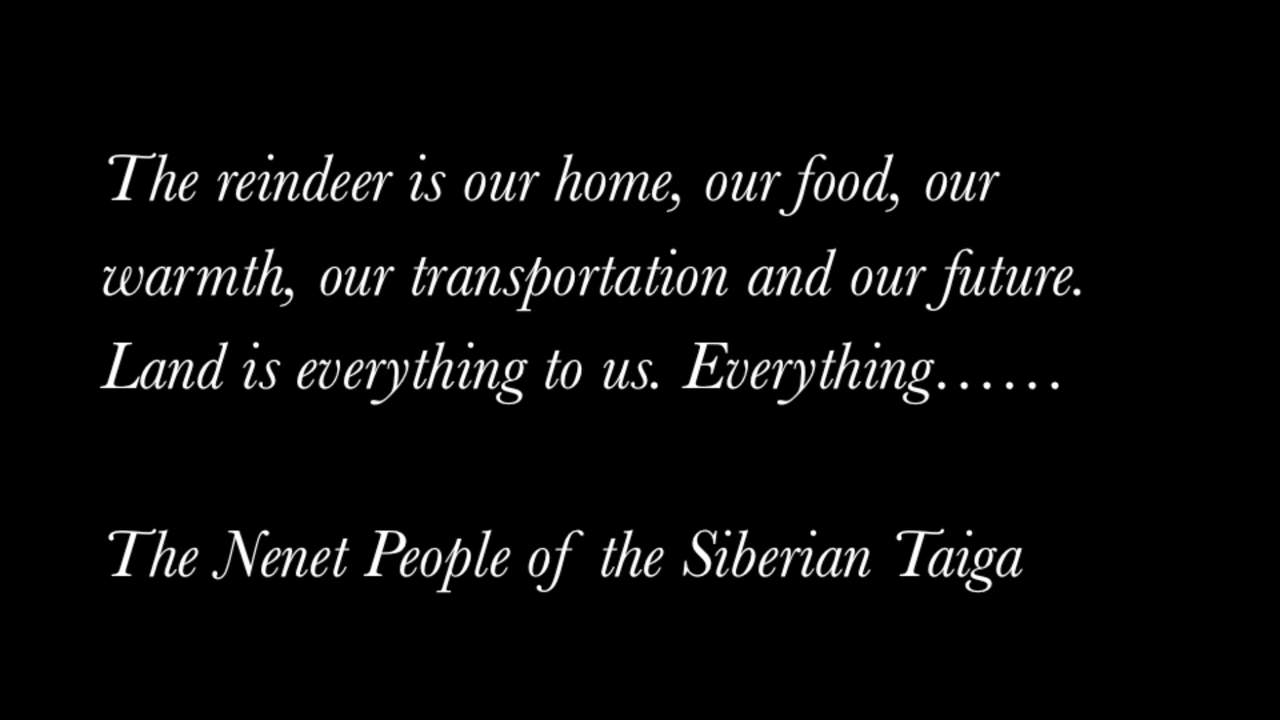 The reindeer is our home, our food, our
warmth, our transportation and our future.
Land is everything to us. Everything......
The Nenet People of the Siberian Taiga